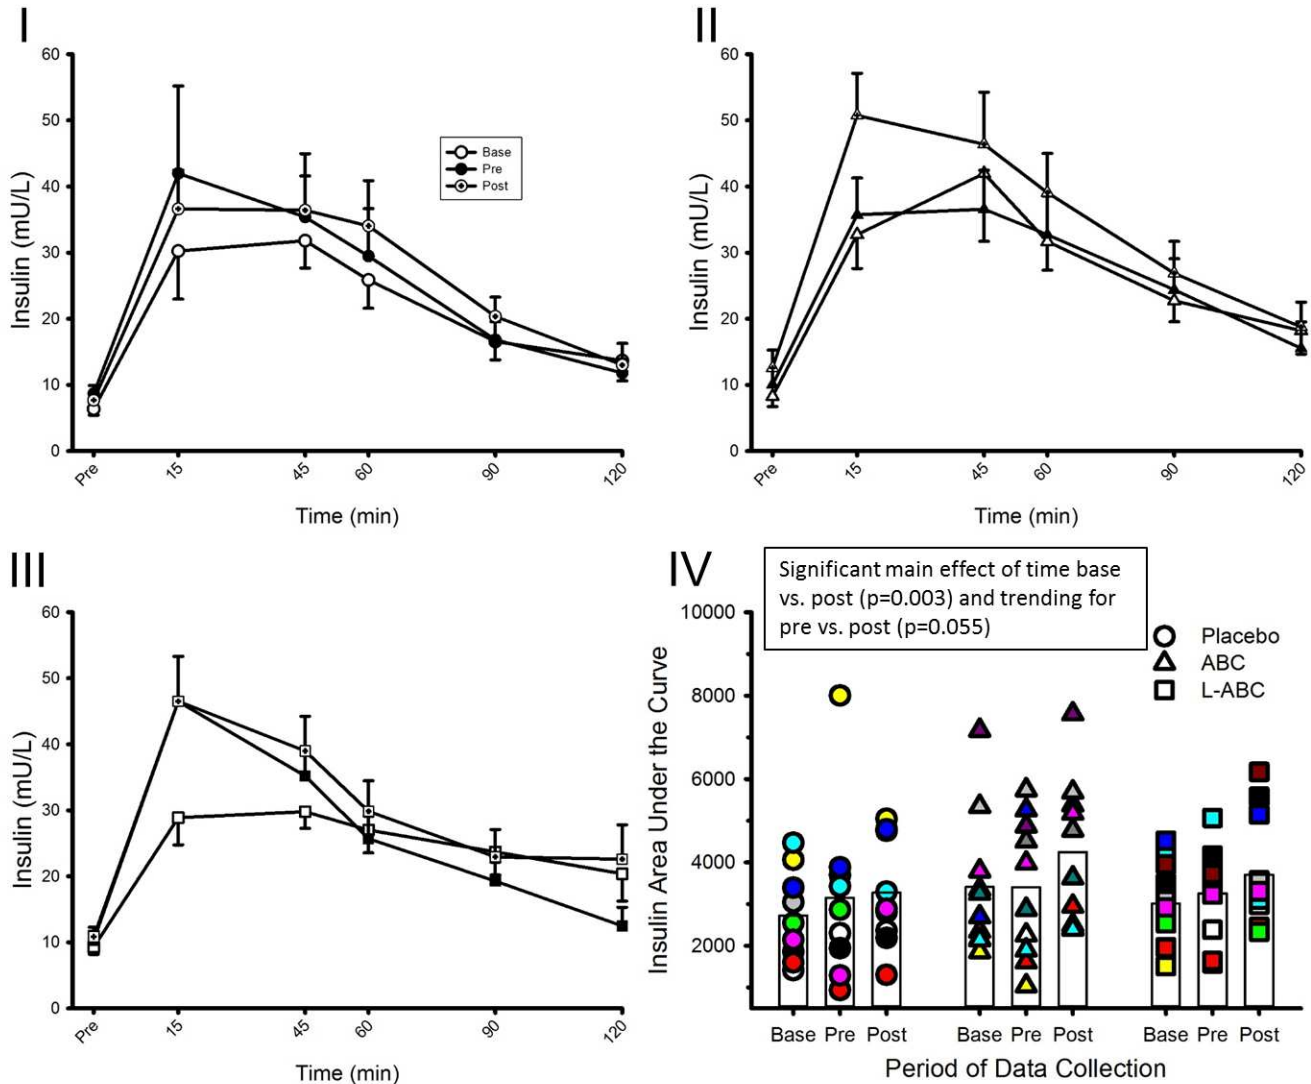 I
60
50
40
30
20
10
0
Insulin (mU/L)
Base
Pre
Post
Pre
15
45
60
90
120
Time (min)
II
60
50
40
30
20
10
0
Insulin (mU/L)
Pre
15
45
60
90
120
Time (min)
III
60
50
40
30
20
10
0
Insulin (mU/L)
Pre
15
45
60
90
120
Time (min)
IV
Significant main effect of time base
vs. post (p=0.003) and trending for
pre vs. post (p=0.055)
10000
8000
6000
4000
2000
Insulin Area Under the Curve
Placebo
ABC
L-ABC
Base Pre Post
Base Pre Post
Base Pre Post
Period of Data Collection